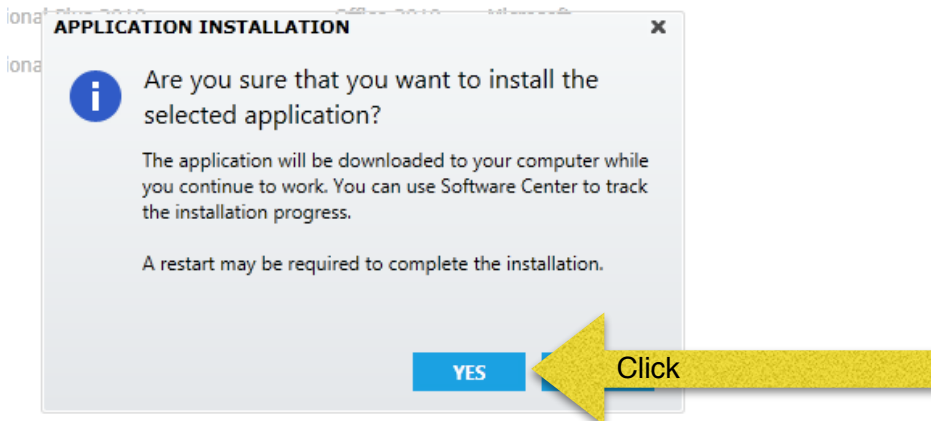 APPLICATION INSTALLATION
Are you sure that you want to install the
selected application?
The application will be downloaded to your computer while
you continue to work. You can use Software Center to track
the installation progress.
A restart may be required to complete the installation.
YES
Click